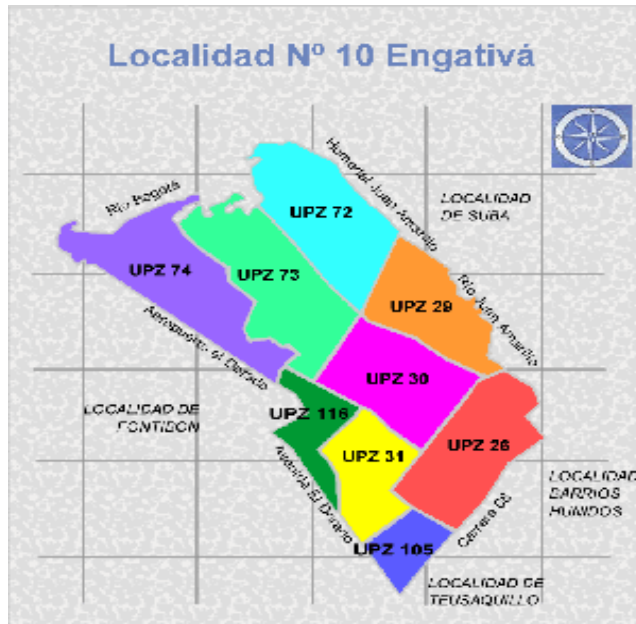 Localidad Nº 10 Engativá
Humedal Juan Amarillo
LOCALIDAD
DE SUBA
Río Bogotá
UPZ 72
UPZ 74
UPZ 73
UPZ 29
Río Juan Amarillo
Aeropuerto el Dorado
UPZ 30
LOCALIDAD DE
FONTIBON
UPZ 116
UPZ 31
UPZ 26
Avenida El Dorado
LOCALIDAD
BARRIOS
UNIDOS
Carrera 68
UPZ 105
LOCALIDAD DE
TEUSAQUILLO